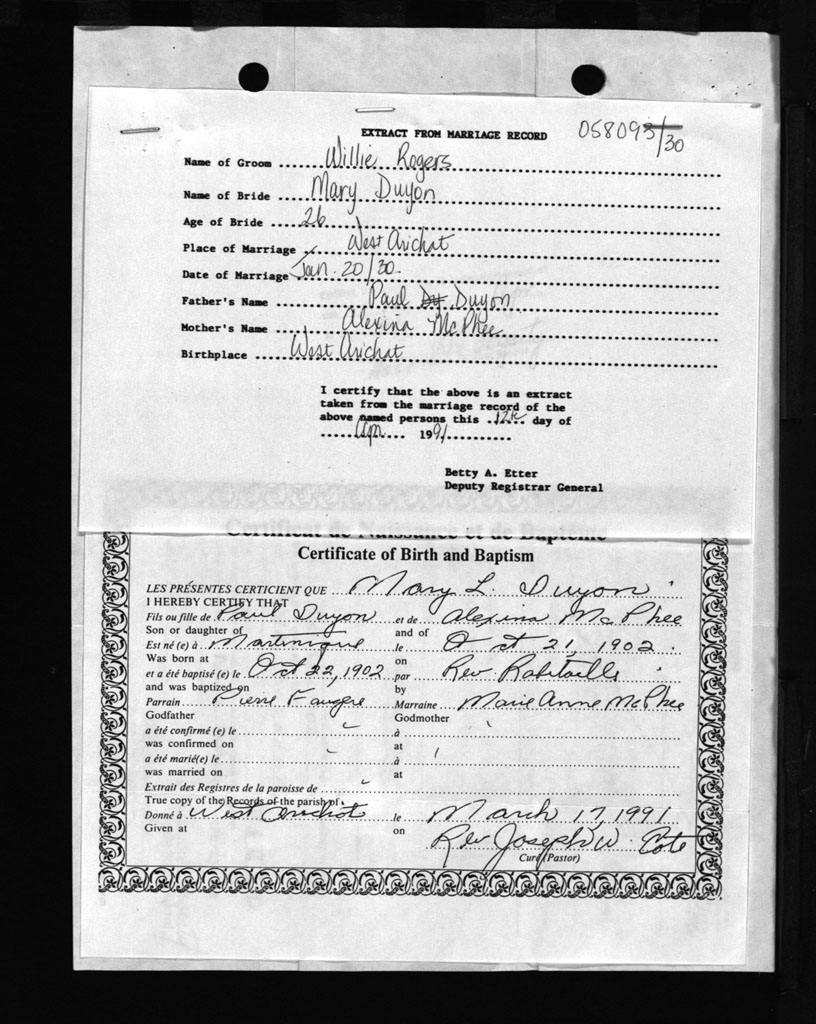 EXTRACT FROM MARRIAGE RECORD 058093/30
Name of Groom ...... Willie Rogers
Name of Bride ...... Mary Duyon
Age of Bride ...... 26
Place of Marriage .. West Arichat
Date of Marriage Jan. 20/30.
Father's Name ...... Paul Duyon
Mother's Name ...... Alexina McPhee
Birthplace ...... West Arichat
I certify that the above is an extract
taken from the marriage record of the
above named persons this ..12th.. day of
......Apr.... 1991...........
Betty A. Etter
Deputy Registrar General
Certificat de Naissance et de Baptême
Certificate of Birth and Baptism
LES PRÉSENTES CERTICIENT QUE Mary L. Duyon
I HEREBY CERTIFY THAT
Fils ou fille de Paul Duyon et de Alexina McPhee
Son or daughter of and of
Est né (e) à Martinique le Oct 21, 1902.
Was born at on
et a été baptisé (e) le Oct 22, 1902 par Rev. Robitaille
and was baptized on by
Parrain Pierre Faugere Marraine Marie Anne McPhee
Godfather Godmother
a été confirmé (e) le à
was confirmed on at
a été marié(e) le à
was married on at
Extrait des Registres de la paroisse de
True copy of the Records of the parish of
Donné à West Arichat le March 17, 1991
Given at on Rev Joseph W. Cote
Curé (Pastor)